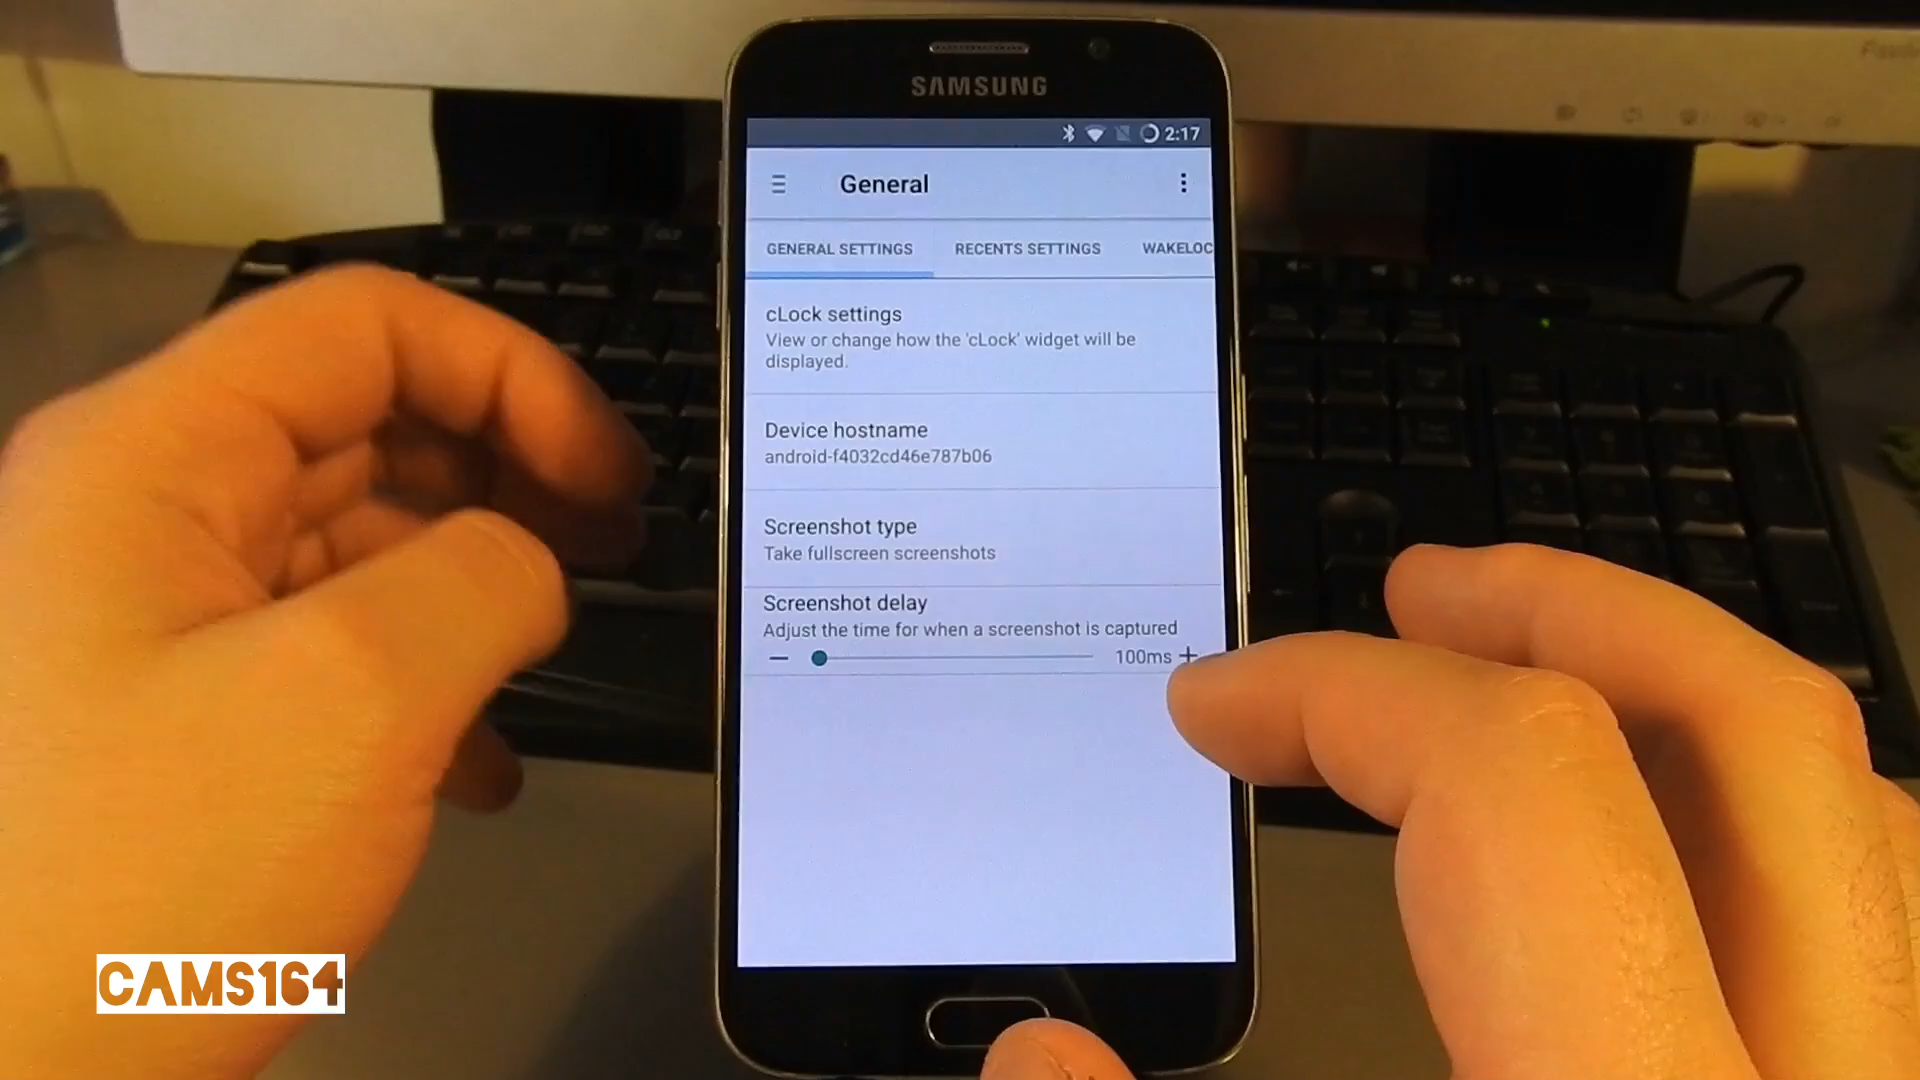 SAMSUNG
2:17
General
GENERAL SETTINGS
RECENTS SETTINGS
WAKELOC
cLock settings
View or change how the 'cLock' widget will be
displayed.
Device hostname
android-f4032cd46e787b06
Screenshot type
Take fullscreen screenshots
Screenshot delay
Adjust the time for when a screenshot is captured
100ms
CAMS164